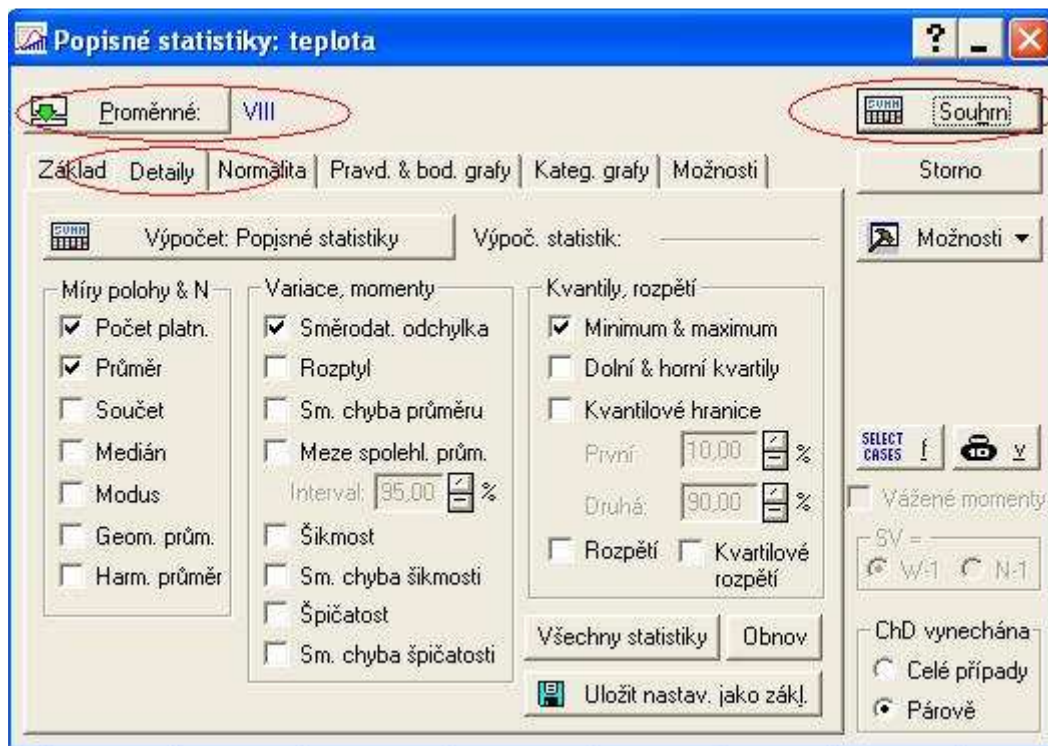 Popisné statistiky: teplota
?
Proměnné: VIII
SUMM Souhrn
Základ Detaily Normalita Pravd. & bod. grafy Kateg. grafy Možnosti
Storno
SUMM Výpočet: Popisné statistiky Výpoč. statistik:
Možnosti
Míry polohy & N
Počet platn.
Průměr
Součet
Medián
Modus
Geom. prům.
Harm. průměr
Variace, momenty
Směrodat. odchylka
Rozptyl
Sm. chyba průměru
Meze spolehl. prům.
Interval: 95,00 %
Šikmost
Sm. chyba šikmosti
Špičatost
Sm. chyba špičatosti
Kvantily, rozpětí
Minimum & maximum
Dolní & horní kvartily
Kvantilové hranice
První: 10,00 %
Druhá: 90,00 %
Rozpětí
Kvartilové
rozpětí
Všechny statistiky Obnov
Uložit nastav. jako zákl.
SELECT
CASES f v
Vážené momenty
SV =
W-1 N-1
ChD vynechána
Celé případy
Párově